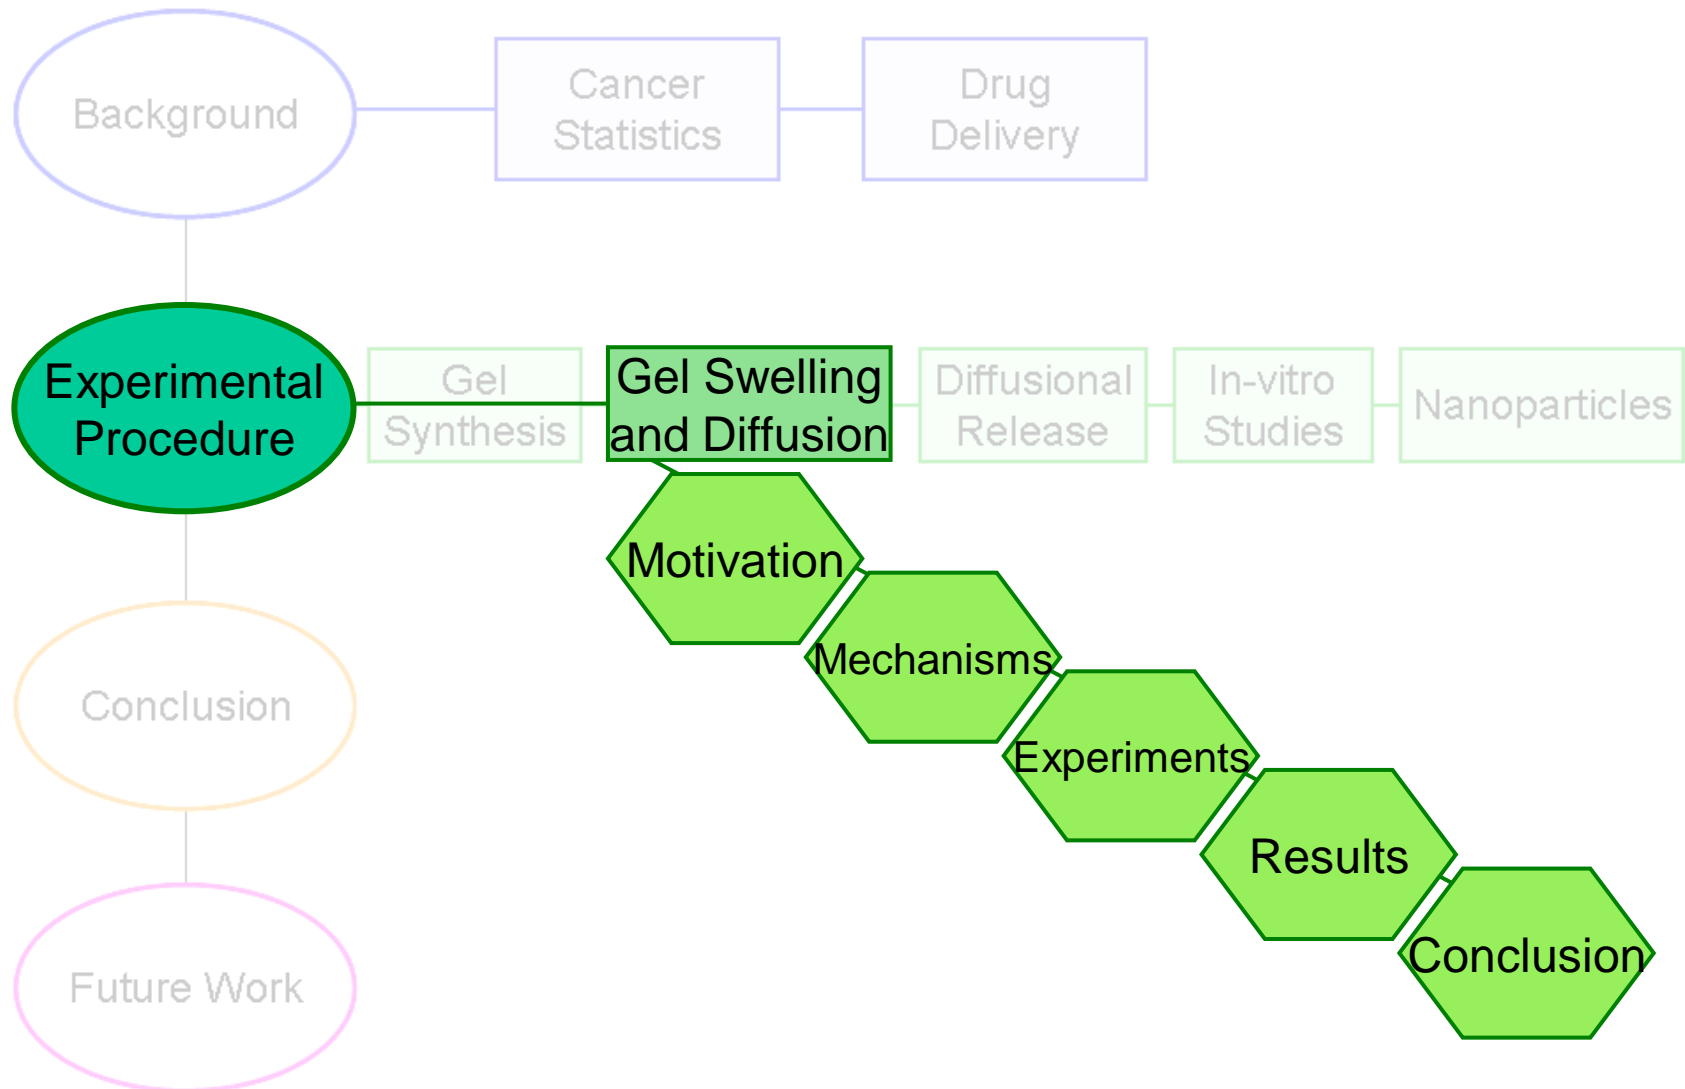 Background
Cancer
Statistics
Drug
Delivery
Experimental
Procedure
Gel
Synthesis
Gel Swelling
and Diffusion
Diffusional
Release
In-vitro
Studies
Nanoparticles
Motivation
Mechanisms
Experiments
Results
Conclusion
Conclusion
Future Work